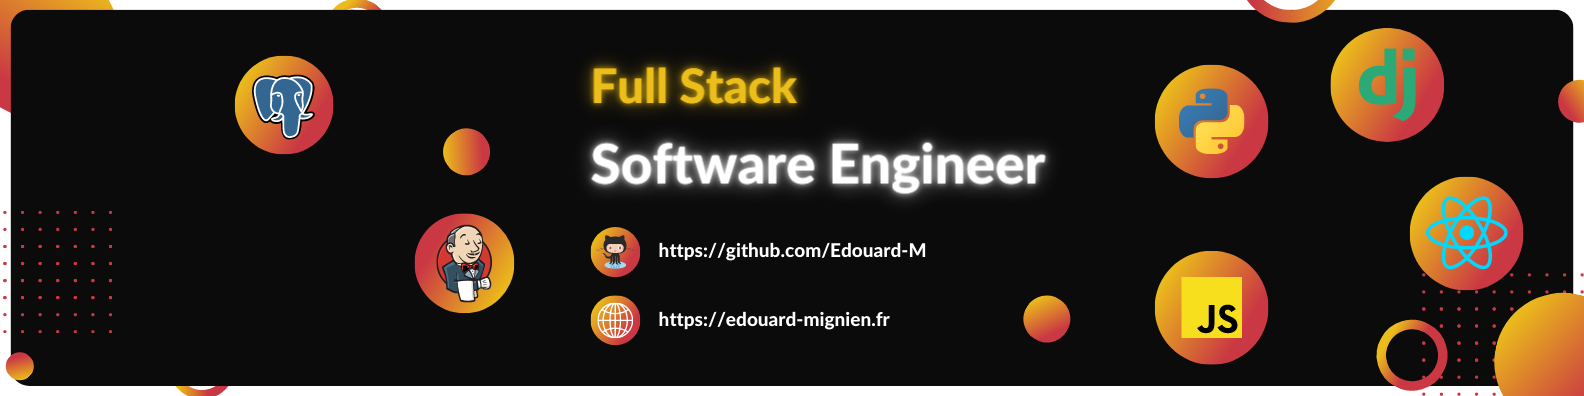 Full Stack
Software Engineer
https://github.com/Edouard-M
https://edouard-mignien.fr
dj
JS